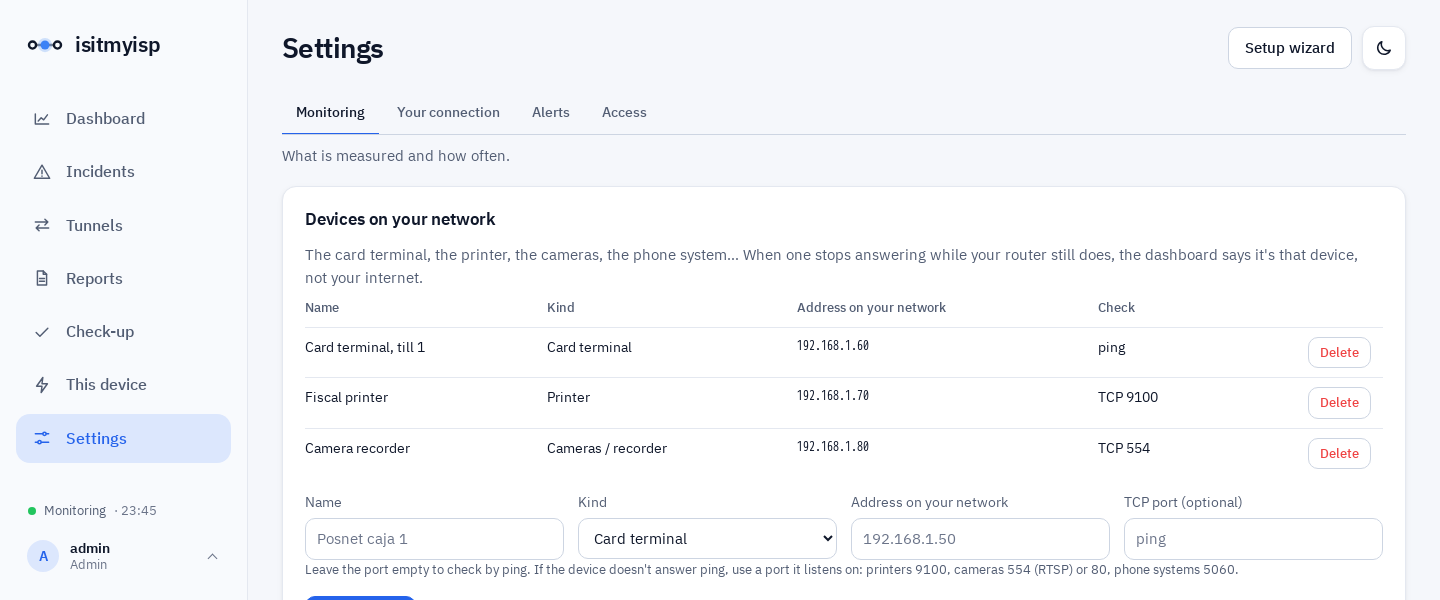 isitmyisp
Dashboard
Incidents
Tunnels
Reports
Check-up
This device
Settings
Monitoring · 23:45
A
admin
Admin
Settings
Setup wizard
Monitoring
Your connection
Alerts
Access
What is measured and how often.
Devices on your network
The card terminal, the printer, the cameras, the phone system... When one stops answering while your router still does, the dashboard says it's that device,
not your internet.
Name Kind Address on your network Check
Card terminal, till 1 Card terminal 192.168.1.60 ping Delete
Fiscal printer Printer 192.168.1.70 TCP 9100 Delete
Camera recorder Cameras / recorder 192.168.1.80 TCP 554 Delete
Name Kind Address on your network TCP port (optional)
Posnet caja 1 Card terminal 192.168.1.50 ping
Leave the port empty to check by ping. If the device doesn't answer ping, use a port it listens on: printers 9100, cameras 554 (RTSP) or 80, phone systems 5060.